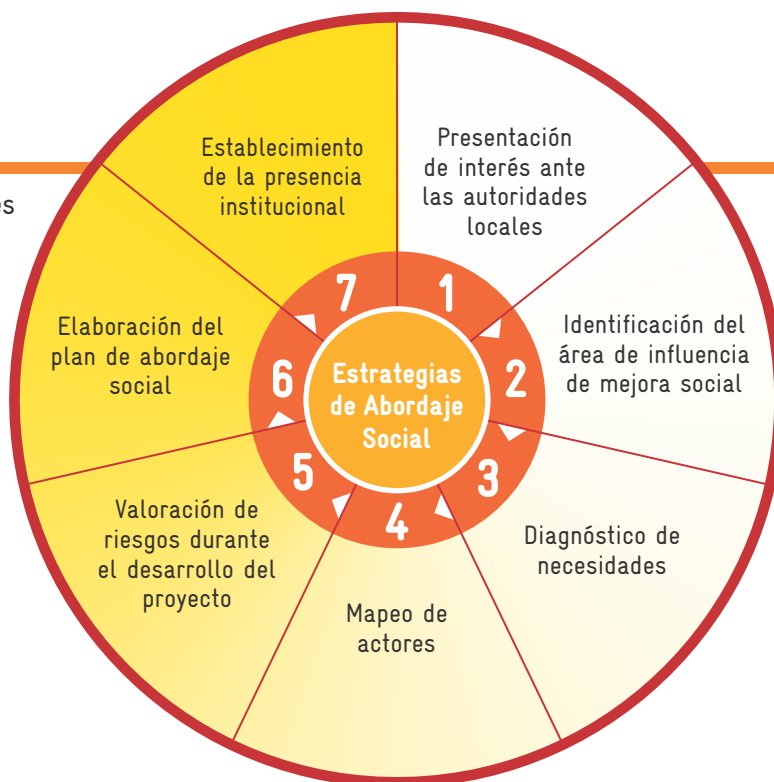 Estrategias
de Abordaje
Social
1
Presentación
de interés ante
las autoridades
locales
2
Identificación del
área de influencia
de mejora social
3
Diagnóstico de
necesidades
4
Mapeo de
actores
5
Valoración de
riesgos durante
el desarrollo del
proyecto
6
Elaboración del
plan de abordaje
social
7
Establecimiento
de la presencia
institucional